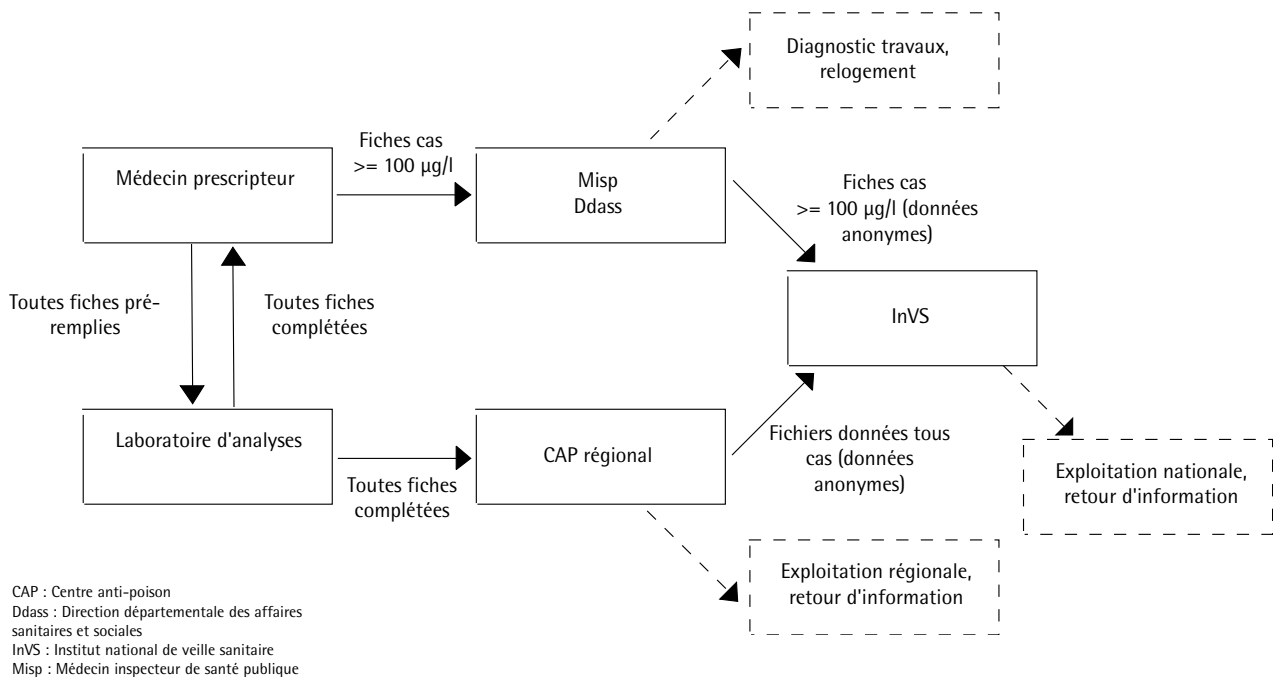 Diagnostic travaux,
relogement
Fiches cas
>= 100 µg/l
Médecin prescripteur
Misp
Ddass
Fiches cas
>= 100 µg/l (données
anonymes)
Toutes fiches pré-
remplies
Toutes fiches
complétées
InVS
Laboratoire d'analyses
CAP régional
Toutes fiches
complétées
Fichiers données tous
cas (données
anonymes)
Exploitation nationale,
retour d'information
Exploitation régionale,
retour d'information
CAP : Centre anti-poison
Ddass : Direction départementale des affaires
sanitaires et sociales
InVS : Institut national de veille sanitaire
Misp : Médecin inspecteur de santé publique